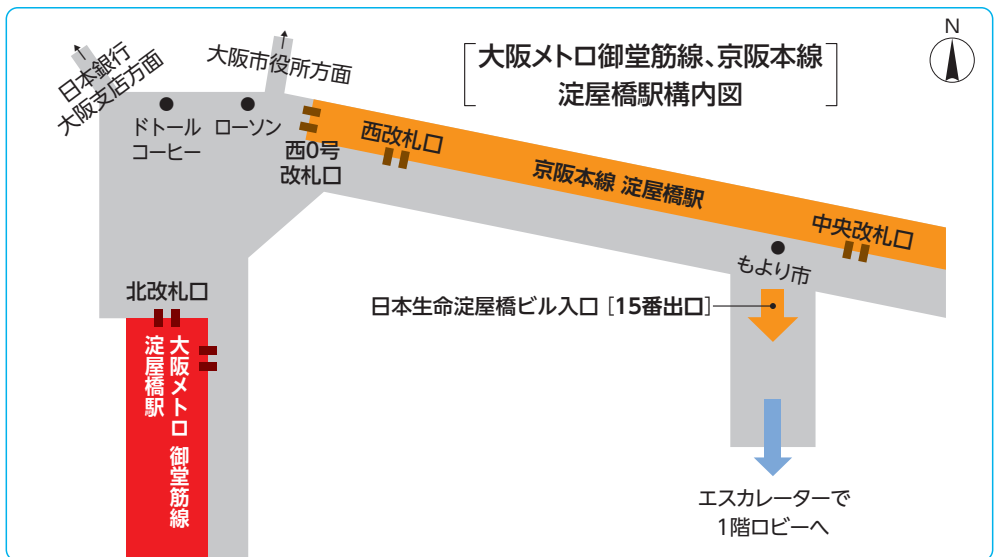 [大阪メトロ御堂筋線、京阪本線
淀屋橋駅構内図]
N
日本銀行
大阪支店方面
大阪市役所方面
ドトール
コーヒー
ローソン
西0号
改札口
西改札口
京阪本線 淀屋橋駅
中央改札口
もより市
北改札口
日本生命淀屋橋ビル入口 [15番出口]
大阪メトロ 御堂筋線
淀屋橋駅
エスカレーターで
1階ロビーへ